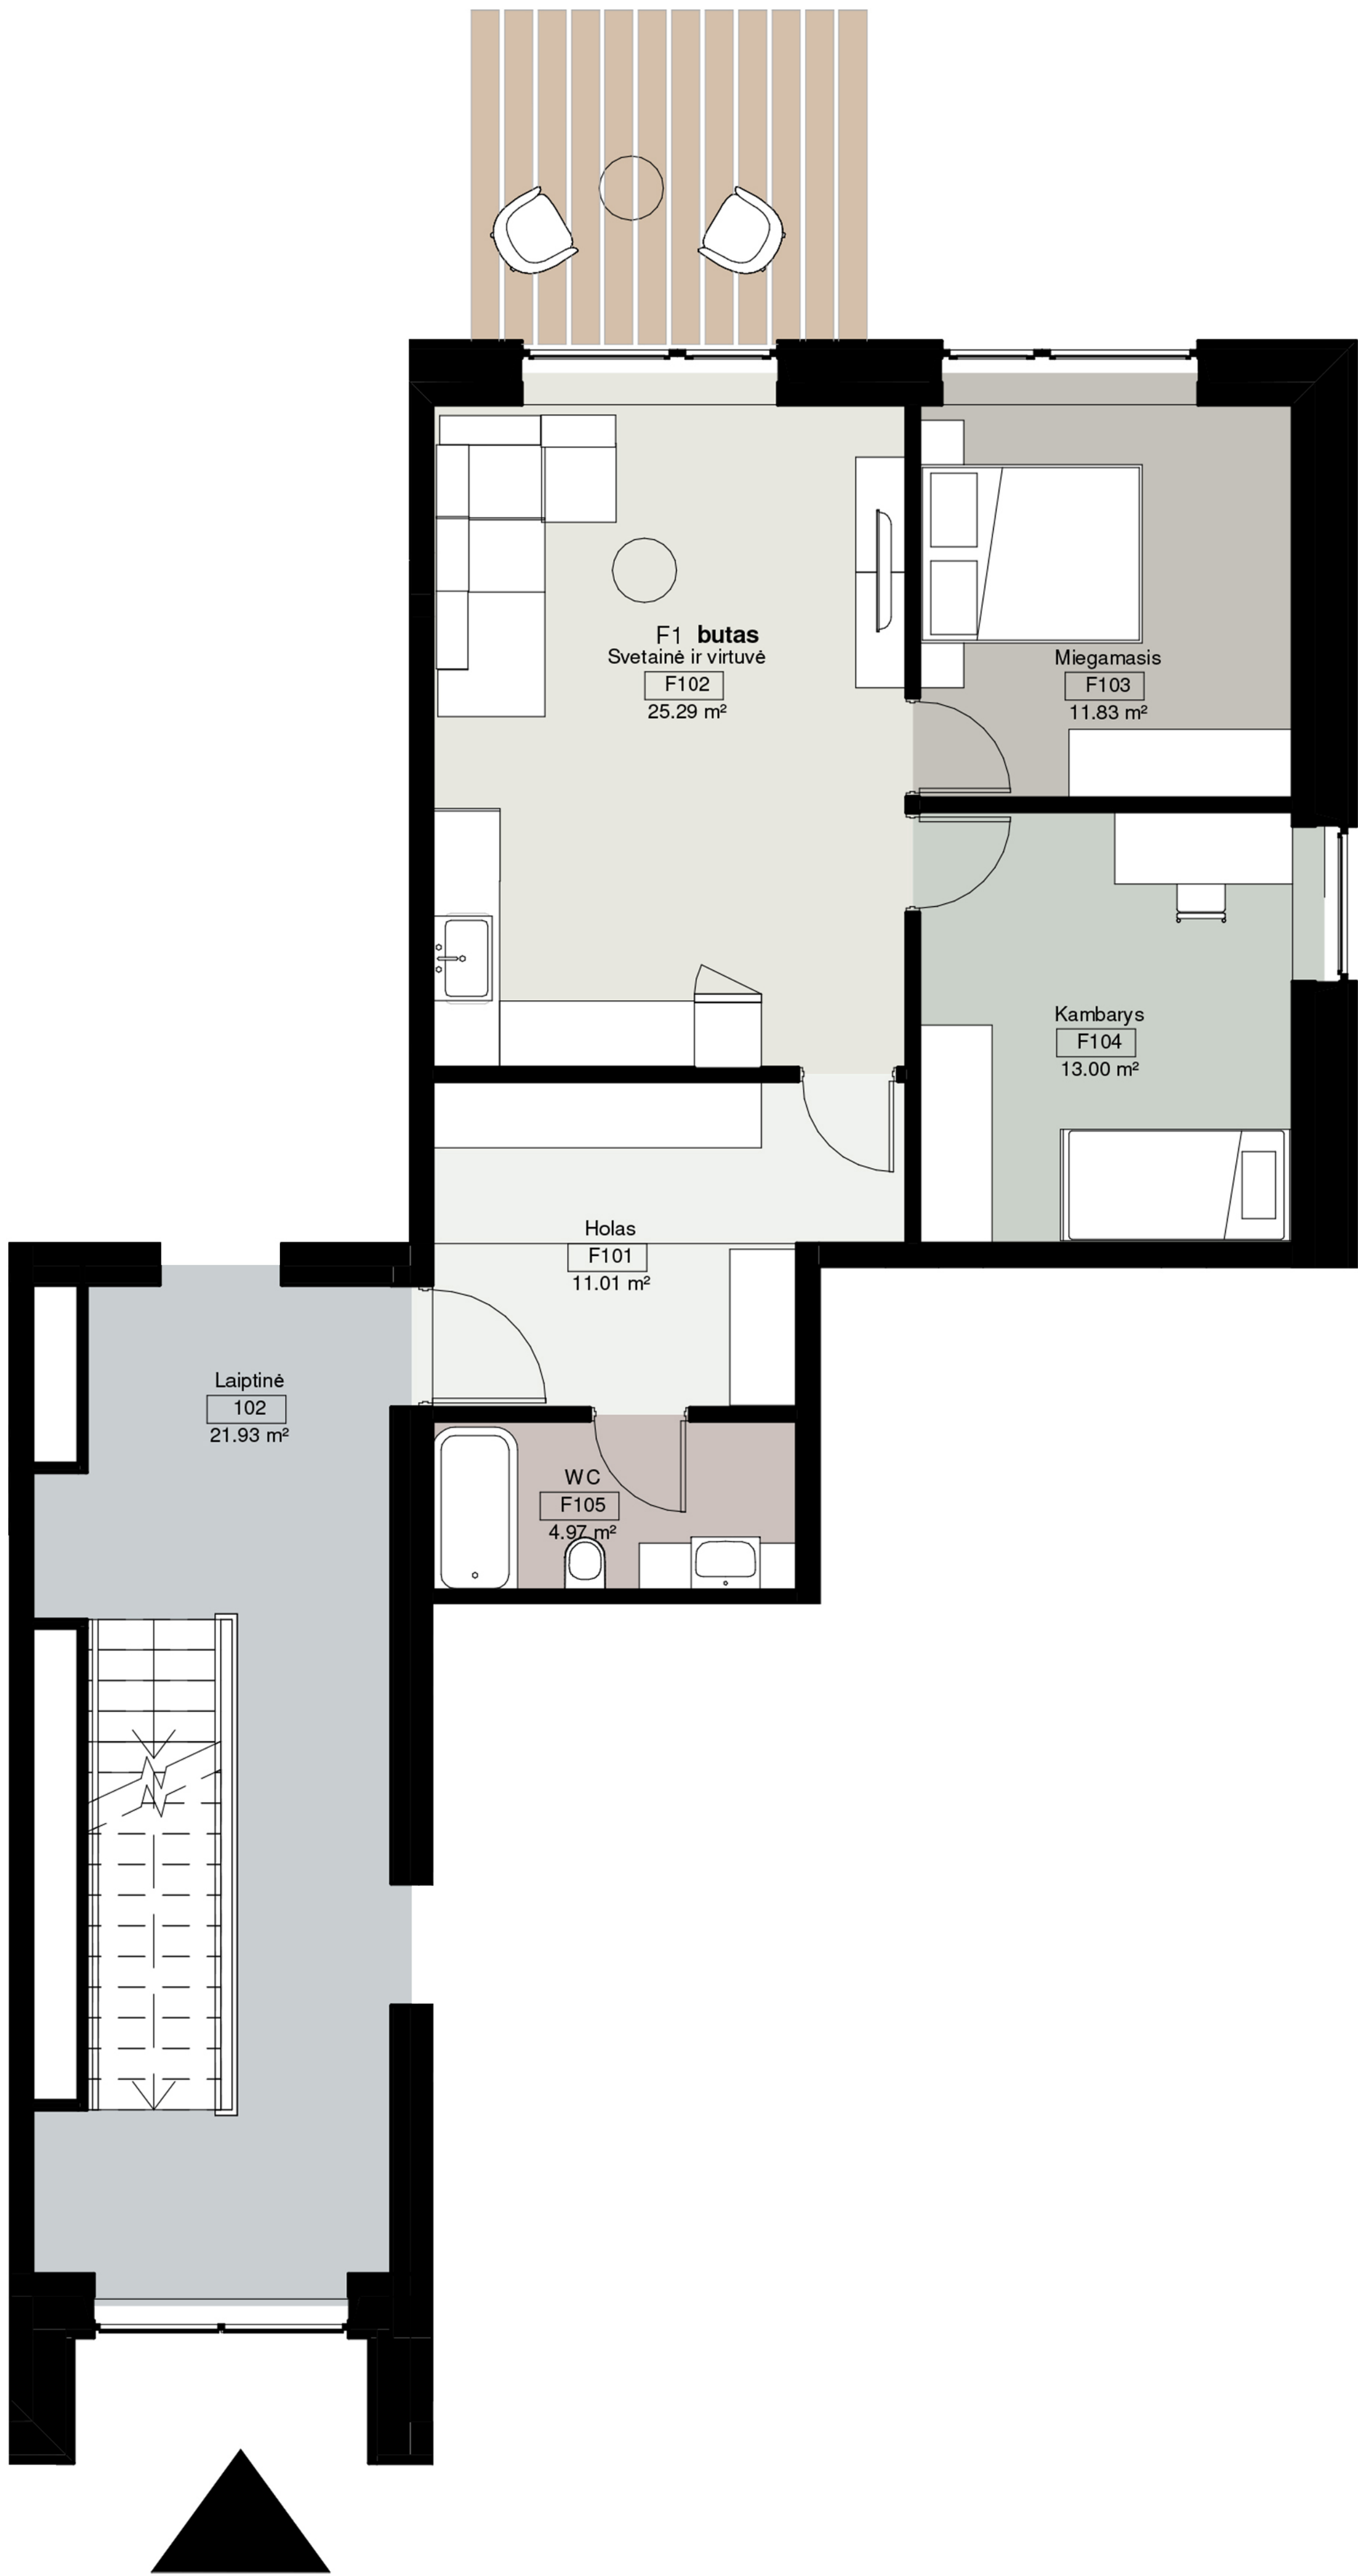 F1 butas
Svetainė ir virtuvė
F102
25.29 m²
Miegamasis
F103
11.83 m²
Kambarys
F104
13.00 m²
Holas
F101
11.01 m²
Laiptinė
102
21.93 m²
WC
F105
4.97 m²